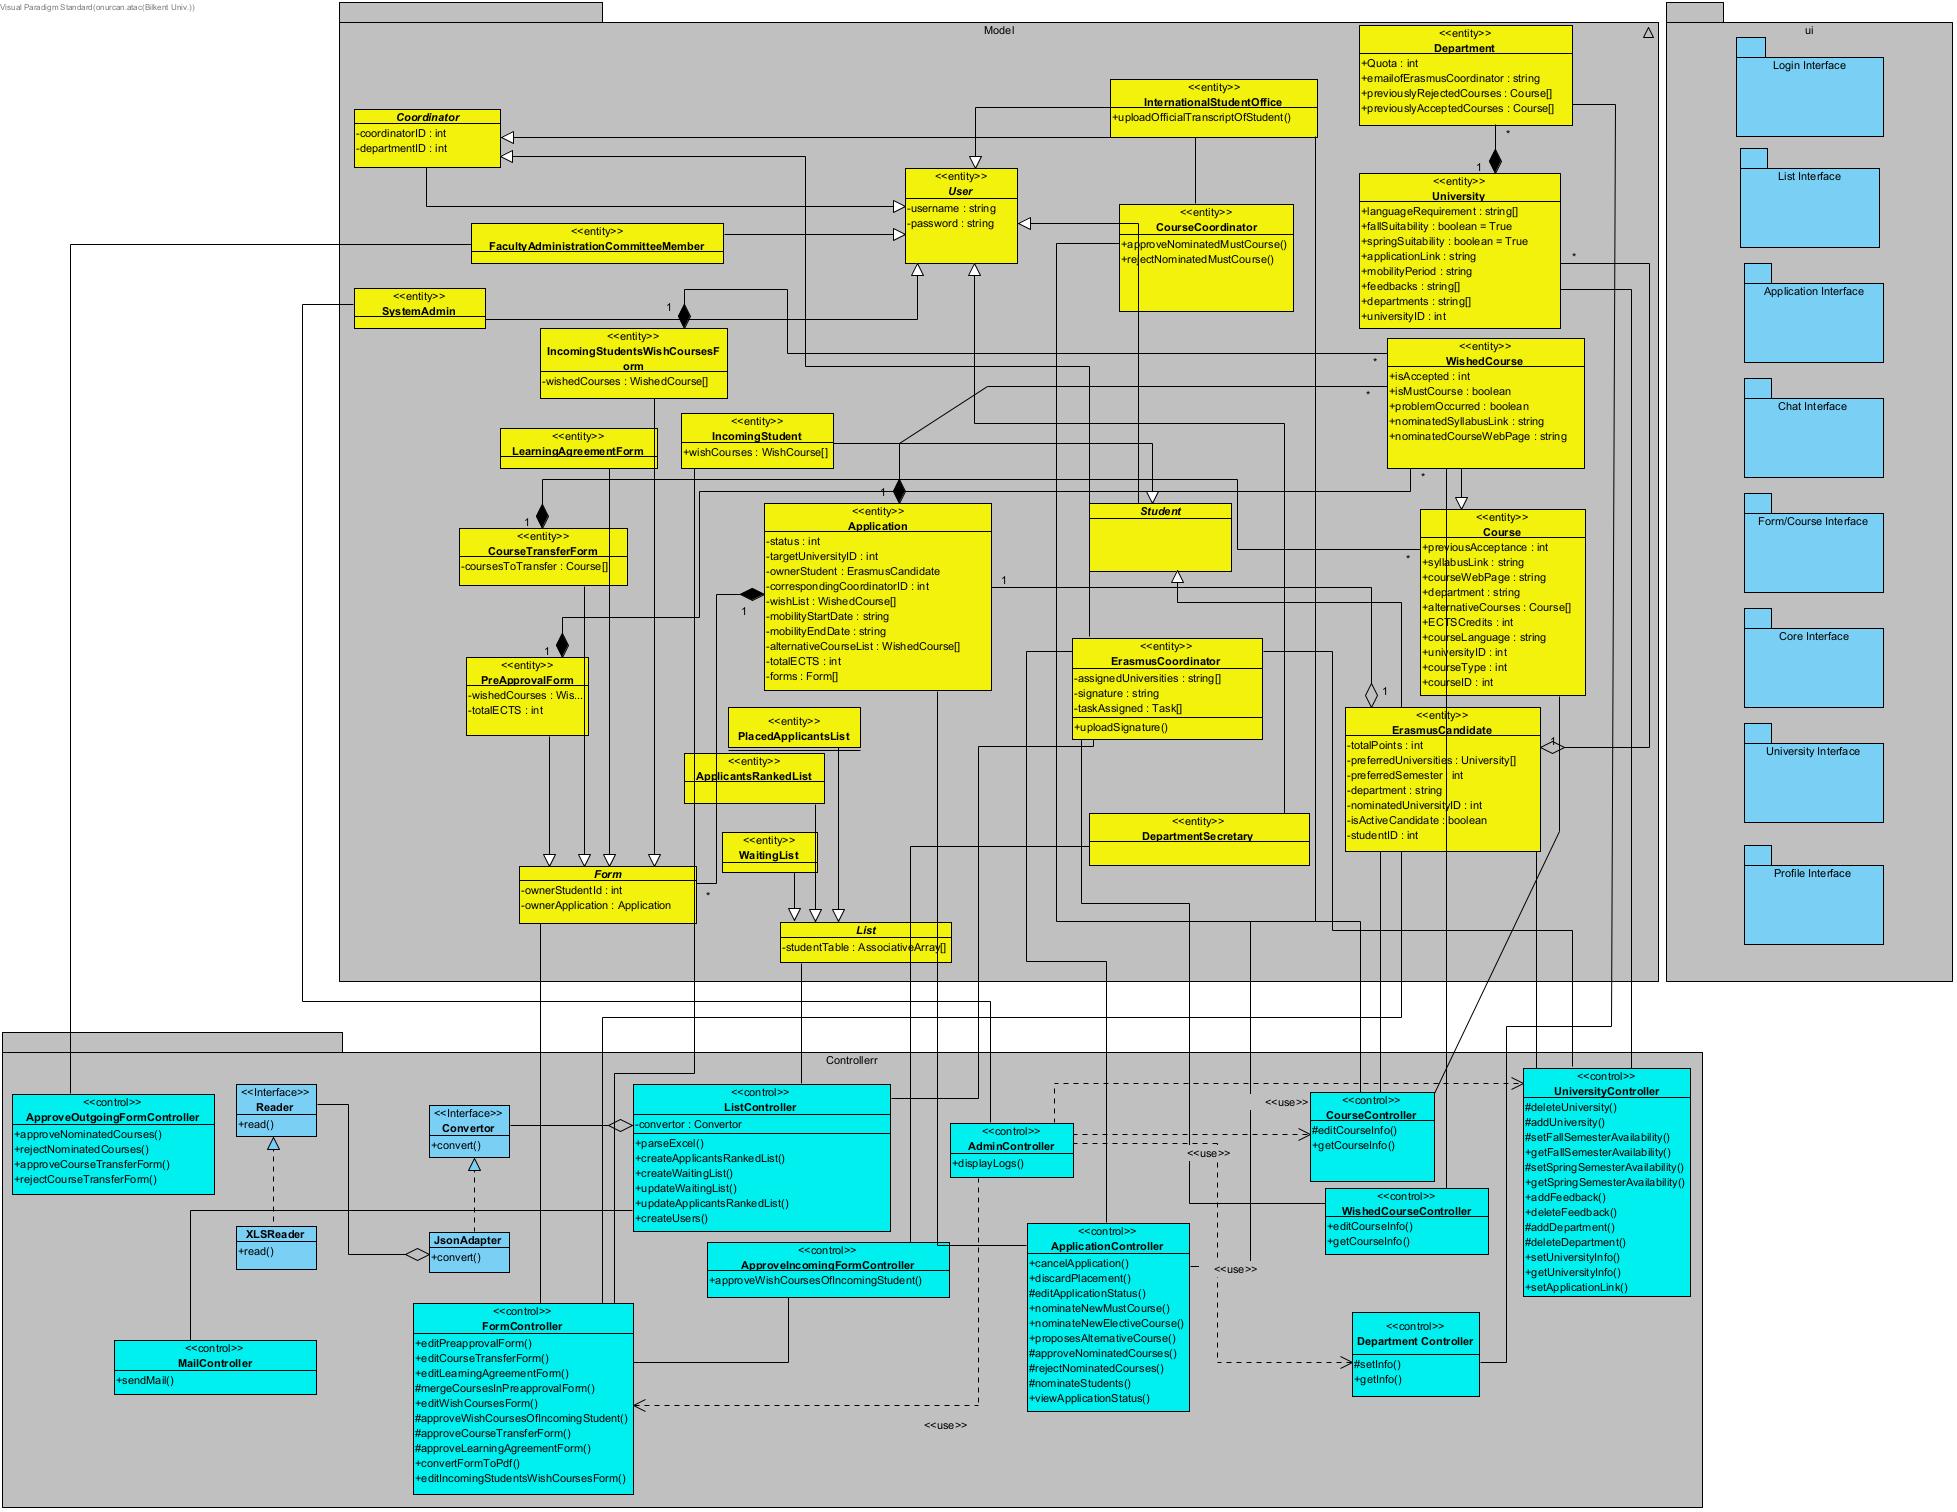 Visual Paradigm Standard(onurcan.atac(Bilkent Univ.))
Model
<<entity>>
Department
+Quota : int
+emailofErasmusCoordinator : string
+previouslyRejectedCourses : Course[]
+previouslyAcceptedCourses : Course[]
<<entity>>
InternationalStudentOffice
+uploadOfficialTranscriptOfStudent()
Coordinator
-coordinatorID : int
-departmentID : int
*
1
<<entity>>
User
-username : string
-password : string
<<entity>>
University
+languageRequirement : string[]
+fallSuitability : boolean = True
+springSuitability : boolean = True
+applicationLink : string
+mobilityPeriod : string
+feedbacks : string[]
+departments : string[]
+universityID : int
*
<<entity>>
CourseCoordinator
+approveNominatedMustCourse()
+rejectNominatedMustCourse()
<<entity>>
FacultyAdministrationCommitteeMember
<<entity>>
SystemAdmin
1
<<entity>>
IncomingStudentsWishCoursesF
orm
-wishedCourses : WishedCourse[]
<<entity>>
WishedCourse
+isAccepted : int
+isMustCourse : boolean
+problemOccurred : boolean
+nominatedSyllabusLink : string
+nominatedCourseWebPage : string
*
*
*
<<entity>>
IncomingStudent
+wishCourses : WishCourse[]
<<entity>>
LearningAgreementForm
1
<<entity>>
CourseTransferForm
-coursesToTransfer : Course[]
1
<<entity>>
Application
-status : int
-targetUniversityID : int
-ownerStudent : ErasmusCandidate
-correspondingCoordinatorID : int
-wishList : WishedCourse[]
-mobilityStartDate : string
-mobilityEndDate : string
-alternativeCourseList : WishedCourse[]
-totalECTS : int
-forms : Form[]
1
1
Student
<<entity>>
Course
+previousAcceptance : int
+syllabusLink : string
+courseWebPage : string
+department : string
+alternativeCourses : Course[]
+ECTSCredits : int
+courseLanguage : string
+universityID : int
+courseType : int
+courseID : int
*
1
<<entity>>
PreApprovalForm
-wishedCourses : Wis...
-totalECTS : int
<<entity>>
ErasmusCoordinator
-assignedUniversities : string[]
-signature : string
-taskAssigned : Task[]
+uploadSignature()
1
<<entity>>
ErasmusCandidate
-totalPoints : int
-preferredUniversities : University[]
-preferredSemester : int
-department : string
-nominatedUniversityID : int
-isActiveCandidate : boolean
-studentID : int
1
<<entity>>
PlacedApplicantsList
<<entity>>
ApplicantsRankedList
<<entity>>
WaitingList
<<entity>>
DepartmentSecretary
Form
-ownerStudentId : int
-ownerApplication : Application
*
List
-studentTable : AssociativeArray[]
ui
Login Interface
List Interface
Application Interface
Chat Interface
Form/Course Interface
Core Interface
University Interface
Profile Interface
Controllerr
<<control>>
ApproveOutgoingFormController
+approveNominatedCourses()
+rejectNominatedCourses()
+approveCourseTransferForm()
+rejectCourseTransferForm()
<<Interface>>
Reader
+read()
<<Interface>>
Convertor
+convert()
<<control>>
ListController
-convertor : Convertor
+parseExcel()
+createApplicantsRankedList()
+createWaitingList()
+updateWaitingList()
+updateApplicantsRankedList()
+createUsers()
<<control>>
AdminController
+displayLogs()
<<use>>
<<use>>
<<control>>
CourseController
#editCourseInfo()
+getCourseInfo()
<<control>>
UniversityController
#deleteUniversity()
#addUniversity()
#setFallSemesterAvailability()
+getFallSemesterAvailability()
#setSpringSemesterAvailability()
+getSpringSemesterAvailability()
+addFeedback()
+deleteFeedback()
#addDepartment()
#deleteDepartment()
+setUniversityInfo()
+getUniversityInfo()
+setApplicationLink()
<<control>>
WishedCourseController
+editCourseInfo()
+getCourseInfo()
XLSReader
+read()
JsonAdapter
+convert()
<<control>>
ApproveIncomingFormController
+approveWishCoursesOfIncomingStudent()
<<control>>
ApplicationController
+cancelApplication()
+discardPlacement()
#editApplicationStatus()
+nominateNewMustCourse()
+nominateNewElectiveCourse()
+proposesAlternativeCourse()
#approveNominatedCourses()
#rejectNominatedCourses()
#nominateStudents()
+viewApplicationStatus()
<<use>>
<<control>>
FormController
+editPreapprovalForm()
+editCourseTransferForm()
+editLearningAgreementForm()
#mergeCoursesInPreapprovalForm()
+editWishCoursesForm()
#approveWishCoursesOfIncomingStudent()
#approveCourseTransferForm()
#approveLearningAgreementForm()
+convertFormToPdf()
+editIncomingStudentsWishCoursesForm()
<<control>>
MailController
+sendMail()
<<control>>
Department Controller
#setInfo()
+getInfo()
<<use>>